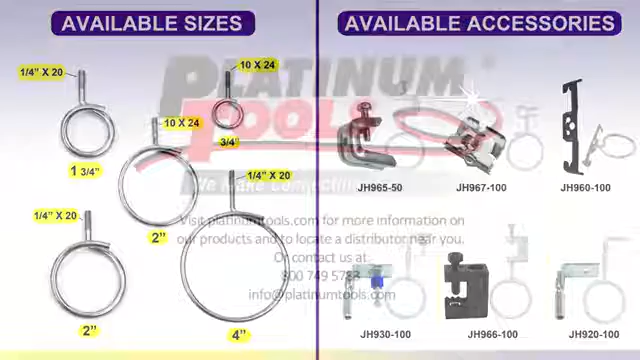 AVAILABLE SIZES
AVAILABLE ACCESSORIES
1/4” X 20
10 X 24
PLATINUM
TOOLS
®
10 X 24
3/4”
1 3/4”
1/4” X 20
JH965-50
JH967-100
JH960-100
We Make Connecti
1/4” X 20
2”
Visit platinumtools.com for more information on
our products and to locate a distributor near you.
Or contact us at:
800 749 5783
info@platinumtools.com
2”
4”
JH930-100
JH966-100
JH920-100